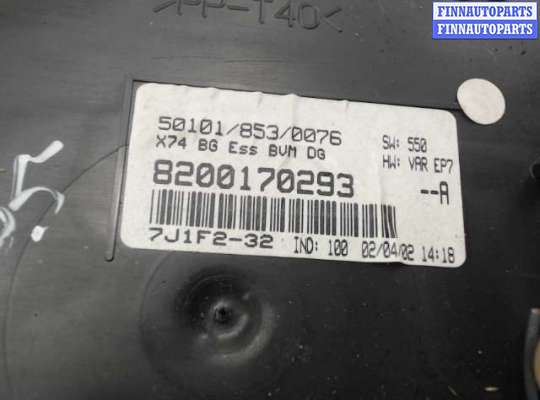 >PP-T40<
FINNAUTOPARTS
FINNAUTOPARTS
FINNAUTOPARTS
50101/853/0076
SW: 550
X74 BG Ess BVM DG
HW: VAR EP7
8200170293
--A
7J1F2-32
IND: 100 02/04/02 14:18